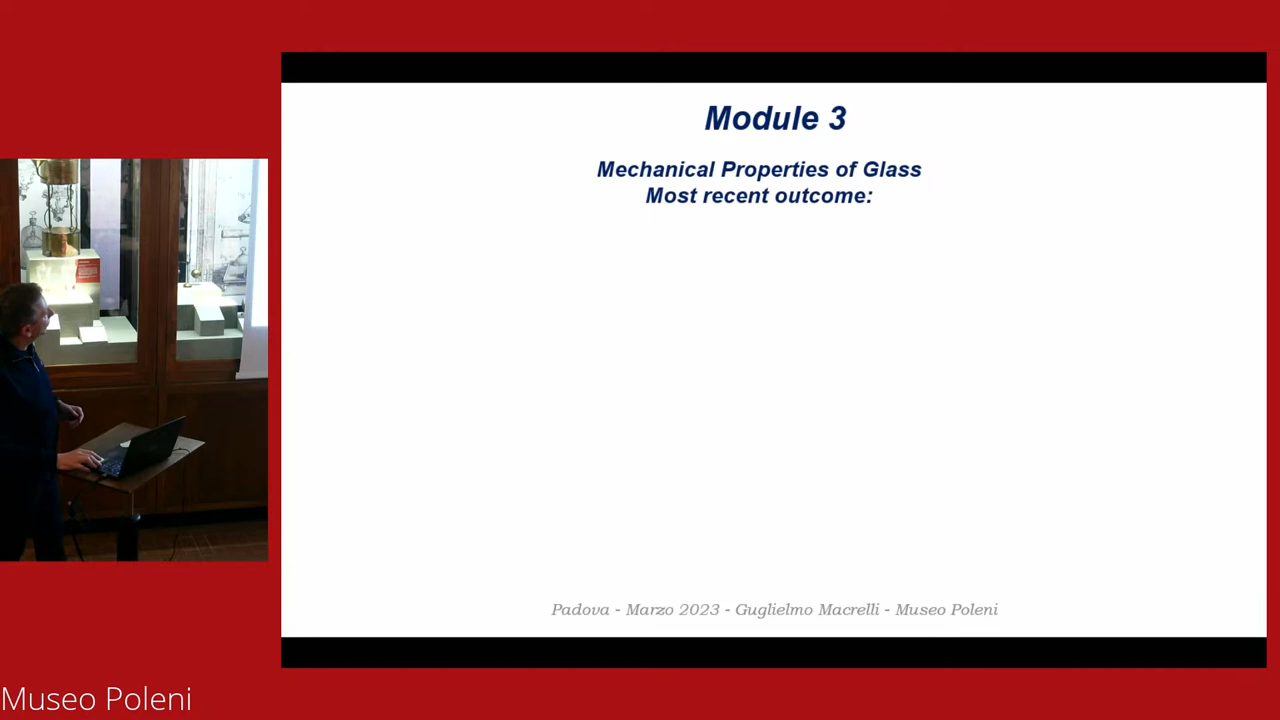 Module 3
Mechanical Properties of Glass
Most recent outcome:
Padova - Marzo 2023 - Guglielmo Macrelli - Museo Poleni
Museo Poleni